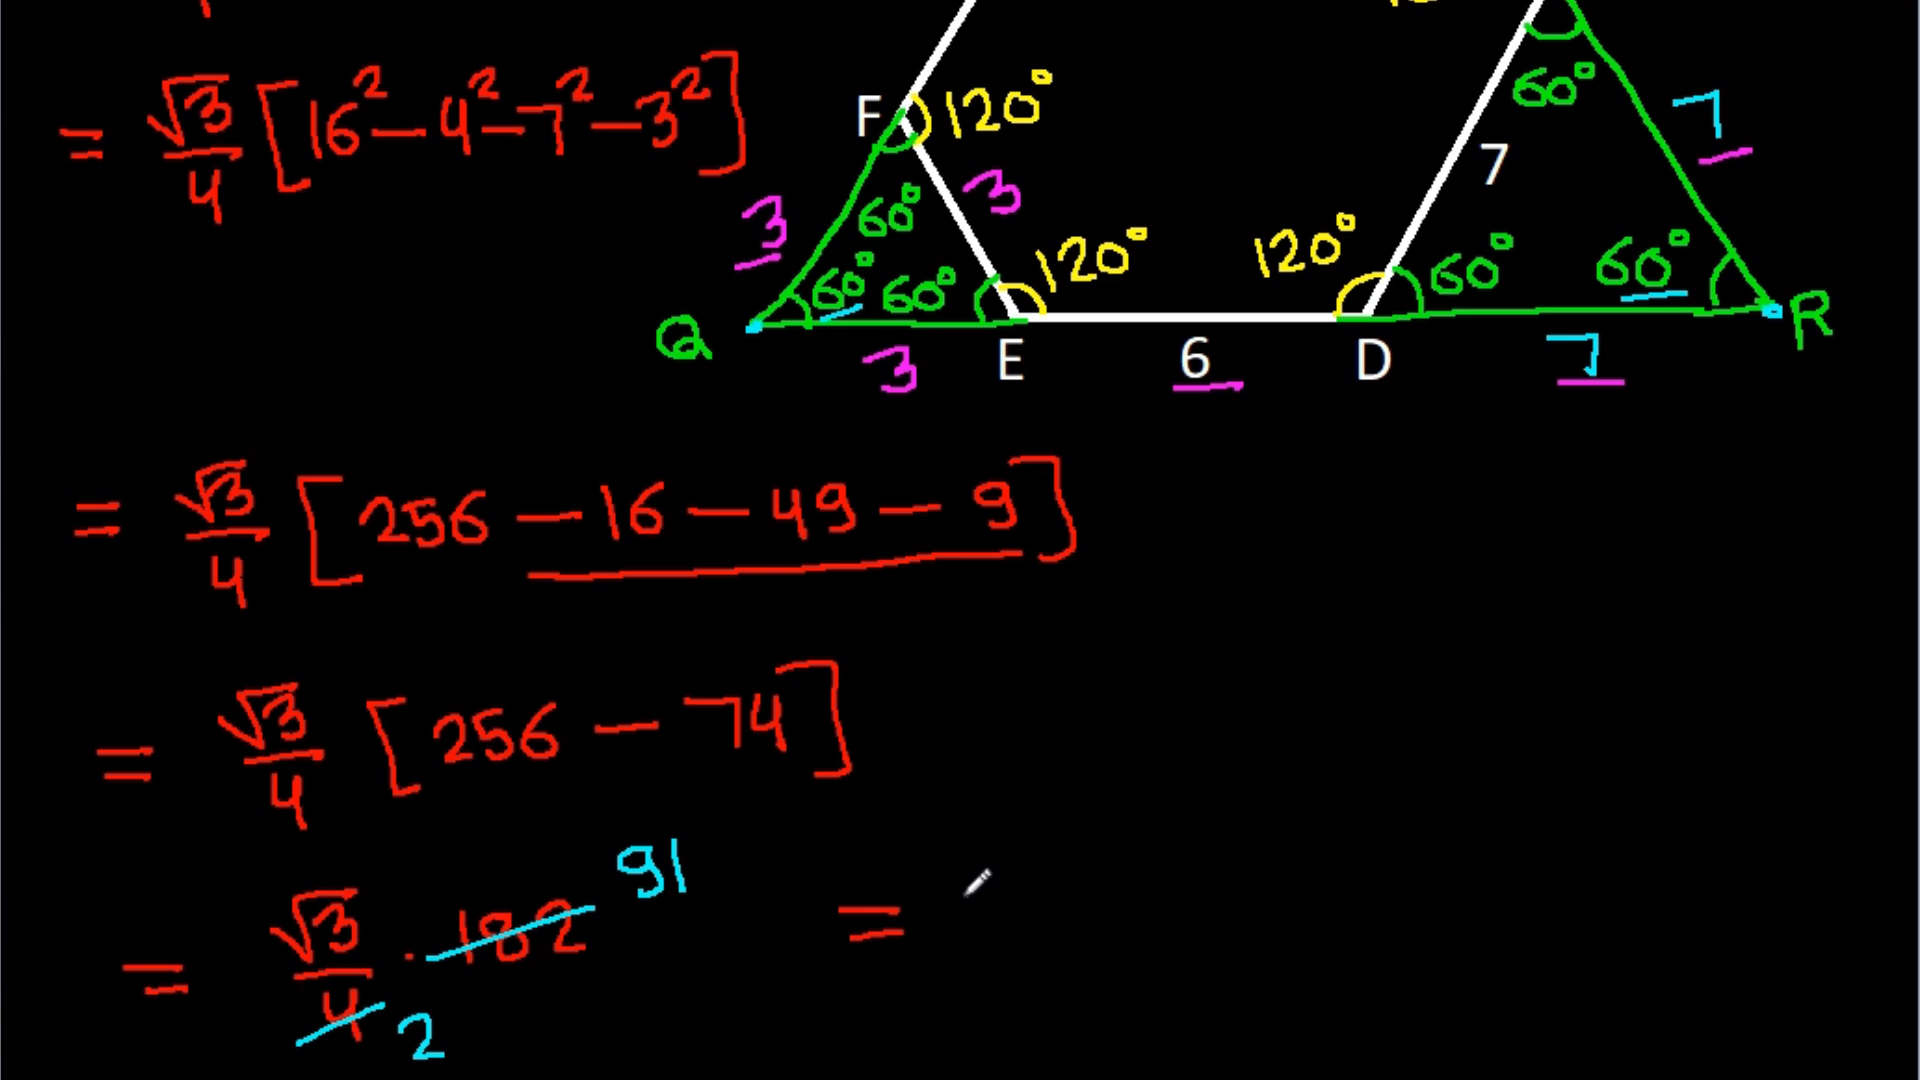 = √3/4 [16² – 4² – 7² – 3²]
F 120°
60°
7
7
3
60°
3
120°
120°
60°
60°
60° 60°
Q
R
3
E
6
D
7
= √3/4 [256 – 16 – 49 – 9]
= √3/4 [256 – 74]
91
= √3/4 · 182 =
2